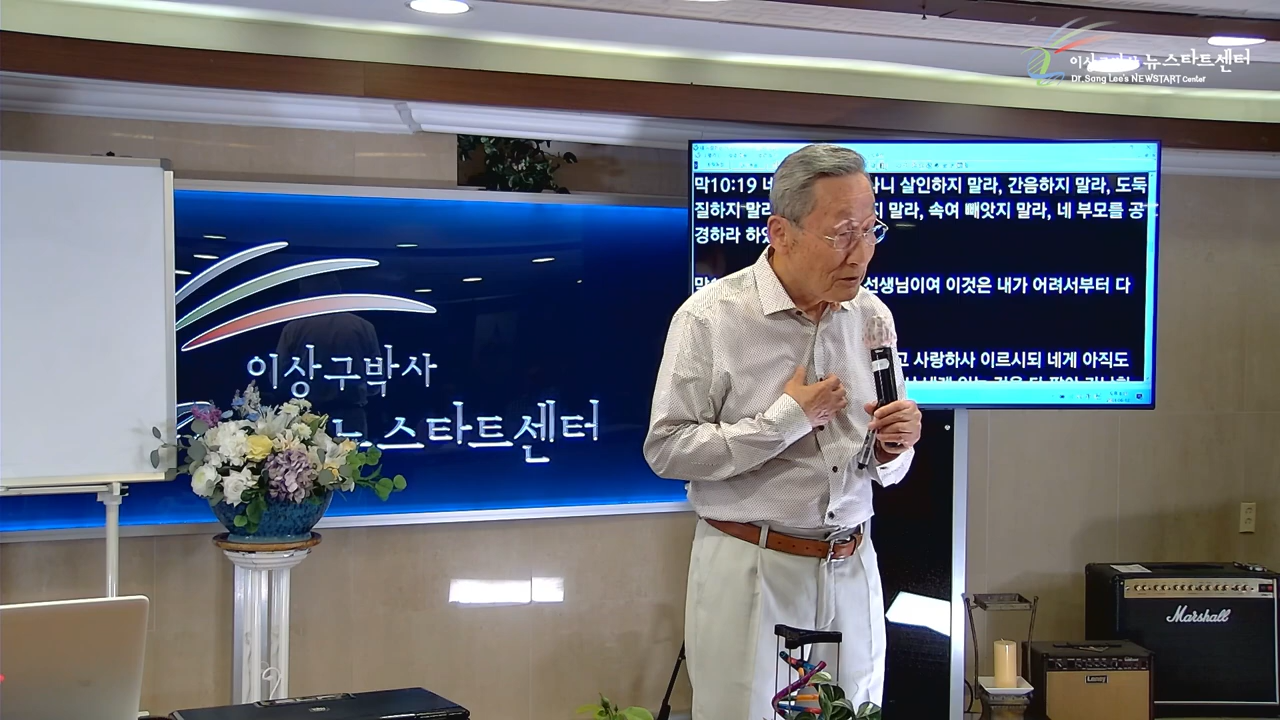 이상구박사 뉴스타트센터
Dr. Sang Lee's NEWSTART Center
막10:19 나니 살인하지 말라, 간음하지 말라, 도둑
질하지 말라 지 말라, 속여 빼앗지 말라, 네 부모를 공
경하라 하였
선생님이여 이것은 내가 어려서부터 다
고 사랑하사 이르시되 네게 아직도
이상구박사
뉴스타트센터
Marshall
Laney